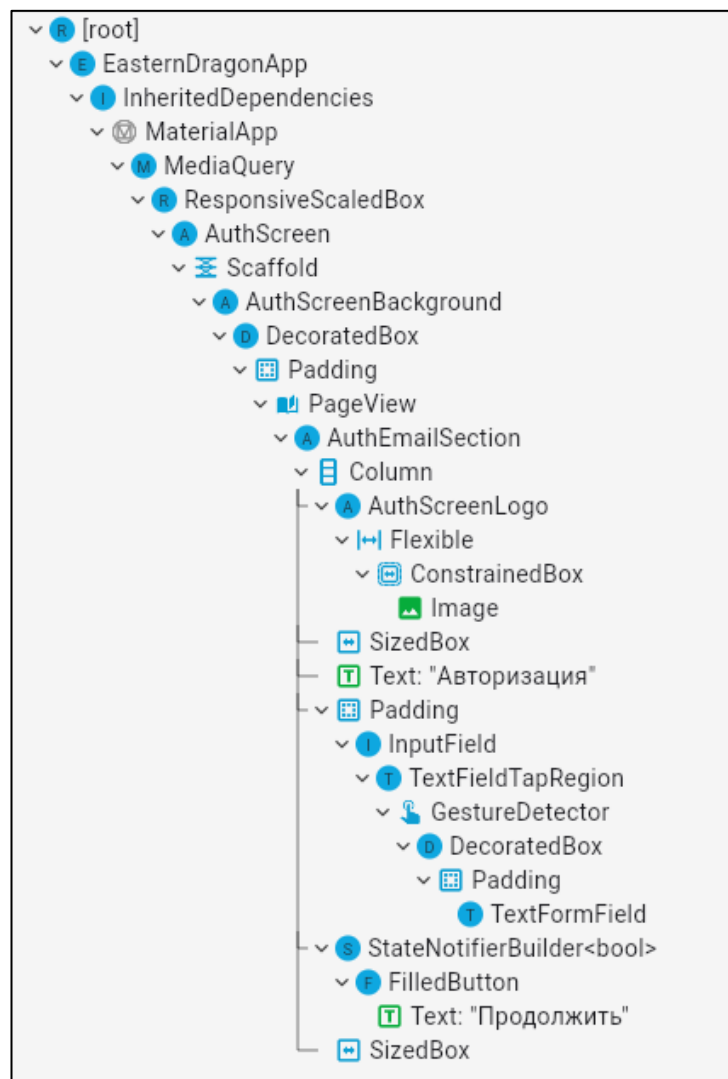 R [root]
E EasternDragonApp
I InheritedDependencies
M MaterialApp
M MediaQuery
R ResponsiveScaledBox
A AuthScreen
Scaffold
A AuthScreenBackground
D DecoratedBox
Padding
PageView
A AuthEmailSection
Column
A AuthScreenLogo
Flexible
ConstrainedBox
Image
SizedBox
T Text: "Авторизация"
Padding
I InputField
T TextFieldTapRegion
GestureDetector
D DecoratedBox
Padding
T TextFormField
S StateNotifierBuilder<bool>
F FilledButton
T Text: "Продолжить"
SizedBox